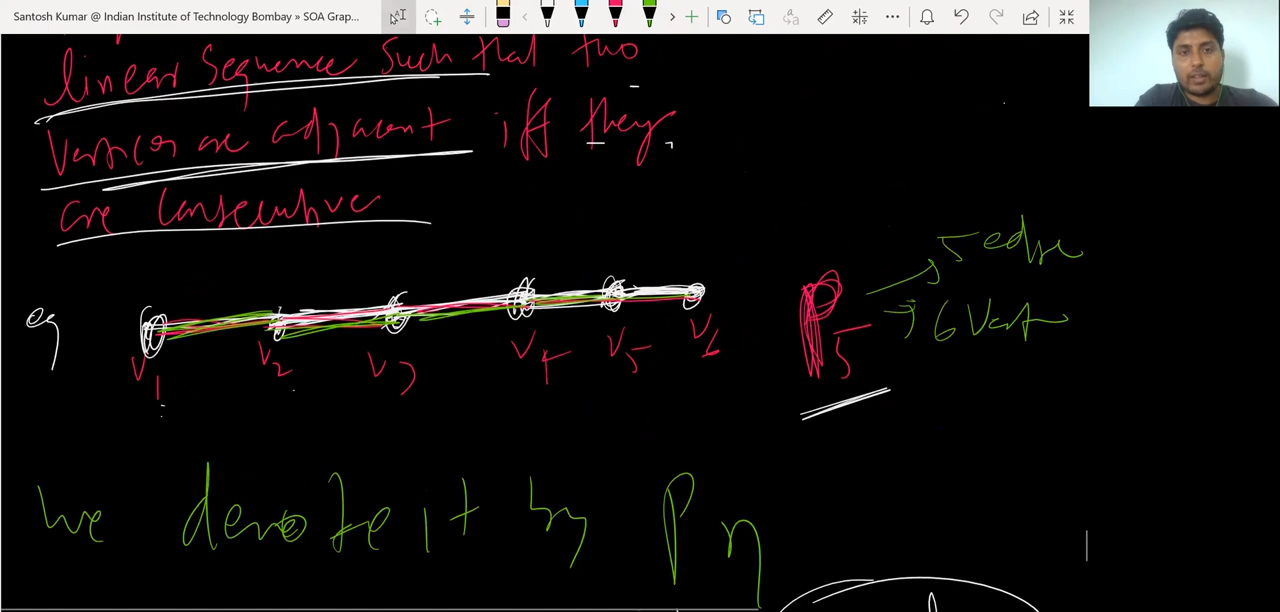 Santosh Kumar @ Indian Institute of Technology Bombay » SOA Grap...
linear sequence such that two
vertices are adjacent iff they
are consecutive
eg
V1 V2 V3 V4 V5 V6
P5
5 edge
6 Vert
we denote it by Pn